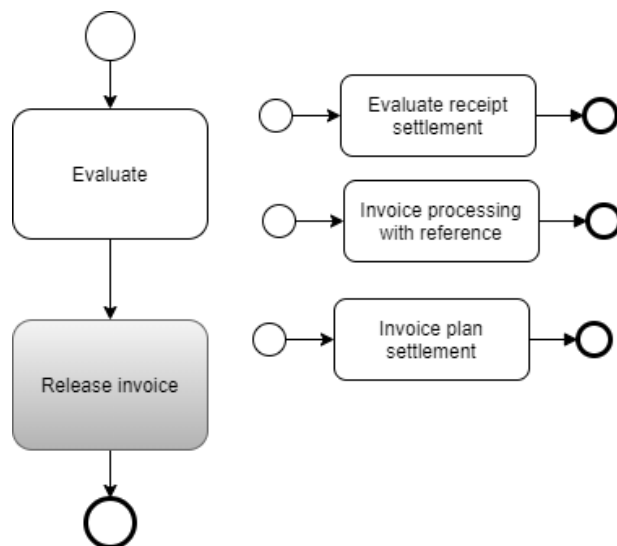 Evaluate
Release invoice
Evaluate receipt
settlement
Invoice processing
with reference
Invoice plan
settlement